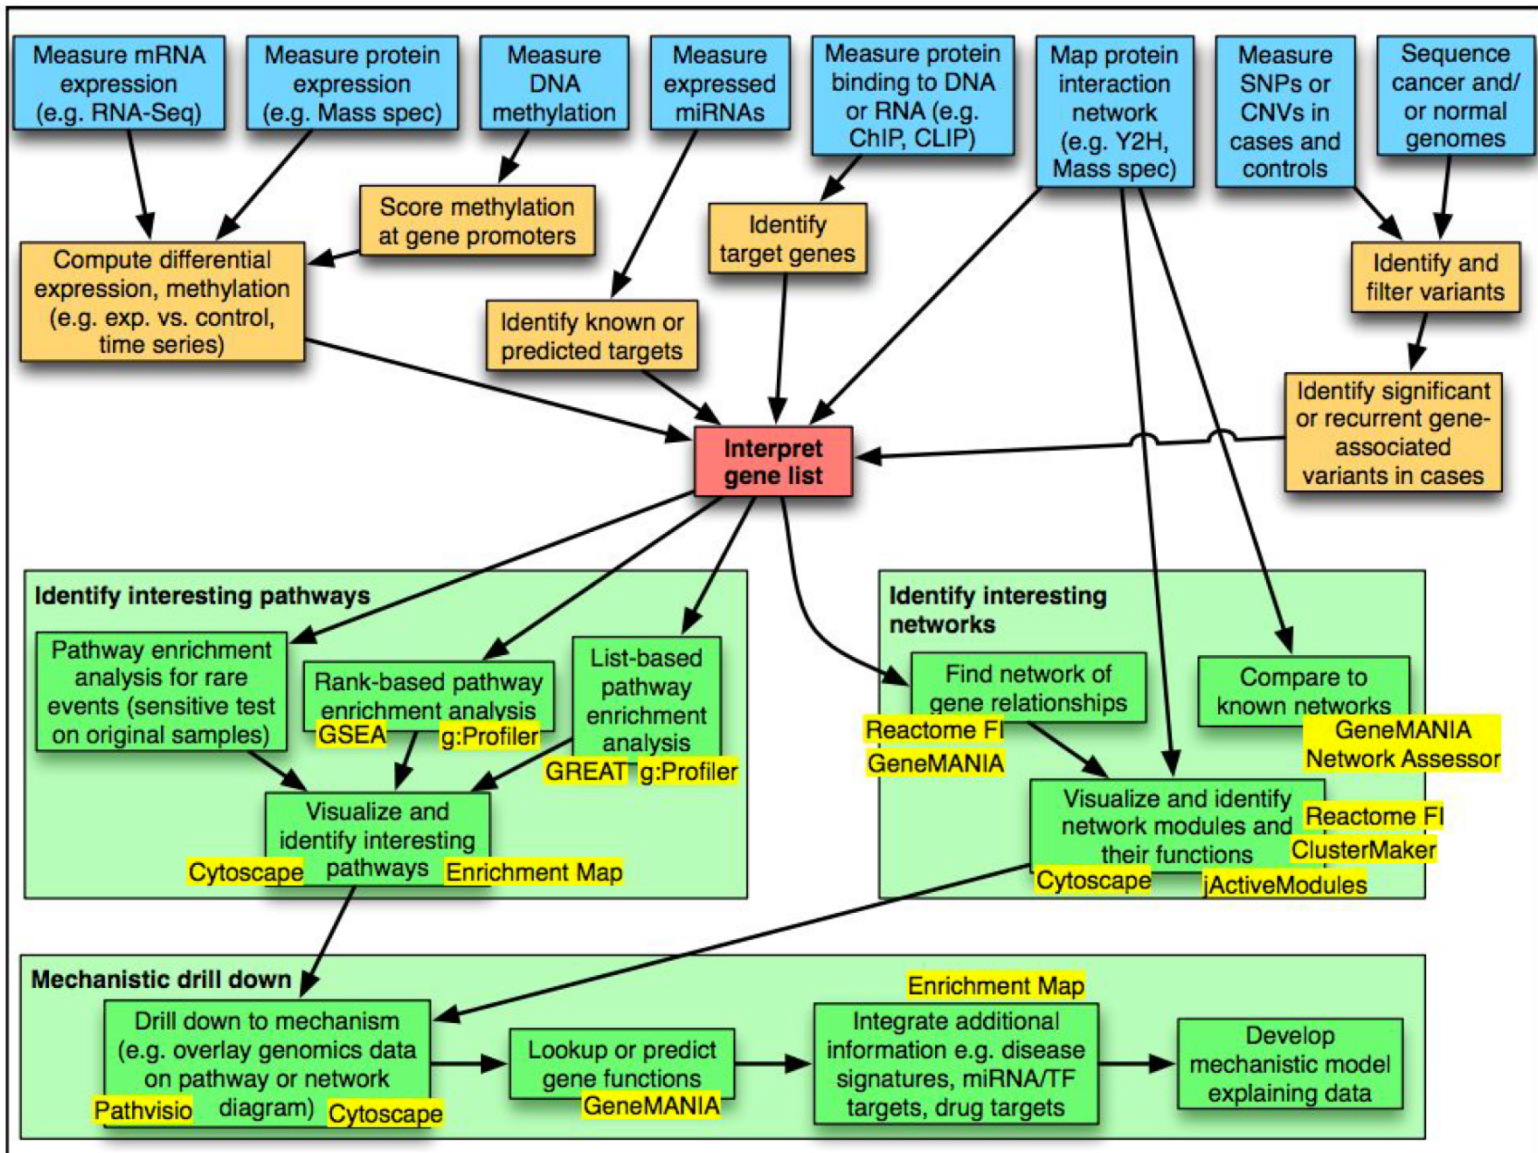 Measure mRNA
expression
(e.g. RNA-Seq)
Measure protein
expression
(e.g. Mass spec)
Measure
DNA
methylation
Measure
expressed
miRNAs
Measure protein
binding to DNA
or RNA (e.g.
ChIP, CLIP)
Map protein
interaction
network
(e.g. Y2H,
Mass spec)
Measure
SNPs or
CNVs in
cases and
controls
Sequence
cancer and/
or normal
genomes
Score methylation
at gene promoters
Identify
target genes
Compute differential
expression, methylation
(e.g. exp. vs. control,
time series)
Identify and
filter variants
Identify known or
predicted targets
Identify significant
or recurrent gene-
associated
variants in cases
Interpret
gene list
Identify interesting pathways
Pathway enrichment
analysis for rare
events (sensitive test
on original samples)
Rank-based pathway
enrichment analysis
GSEA
g:Profiler
List-based
pathway
enrichment
analysis
GREAT
g:Profiler
Visualize and
identify interesting
pathways
Cytoscape
Enrichment Map
Identify interesting
networks
Find network of
gene relationships
Reactome FI
GeneMANIA
Compare to
known networks
GeneMANIA
Network Assessor
Visualize and identify
network modules and
their functions
Reactome FI
ClusterMaker
Cytoscape
jActiveModules
Mechanistic drill down
Drill down to mechanism
(e.g. overlay genomics data
on pathway or network
diagram)
Pathvisio
Cytoscape
Lookup or predict
gene functions
GeneMANIA
Enrichment Map
Integrate additional
information e.g. disease
signatures, miRNA/TF
targets, drug targets
Develop
mechanistic model
explaining data